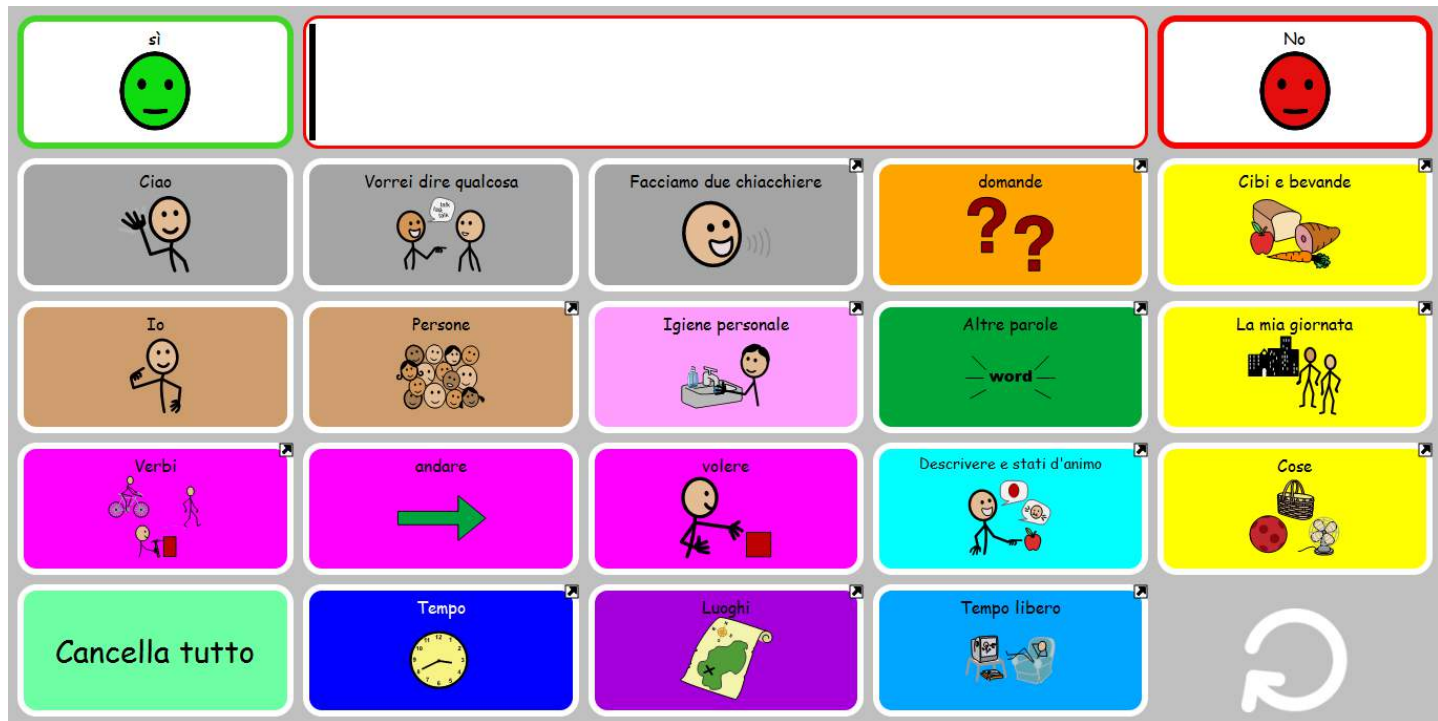 sì
No
Ciao
Vorrei dire qualcosa
Facciamo due chiacchiere
domande
??
Cibi e bevande
Io
Persone
Igiene personale
Altre parole
word
La mia giornata
Verbi
andare
volere
Descrivere e stati d'animo
Cose
Cancella tutto
Tempo
Luoghi
Tempo libero